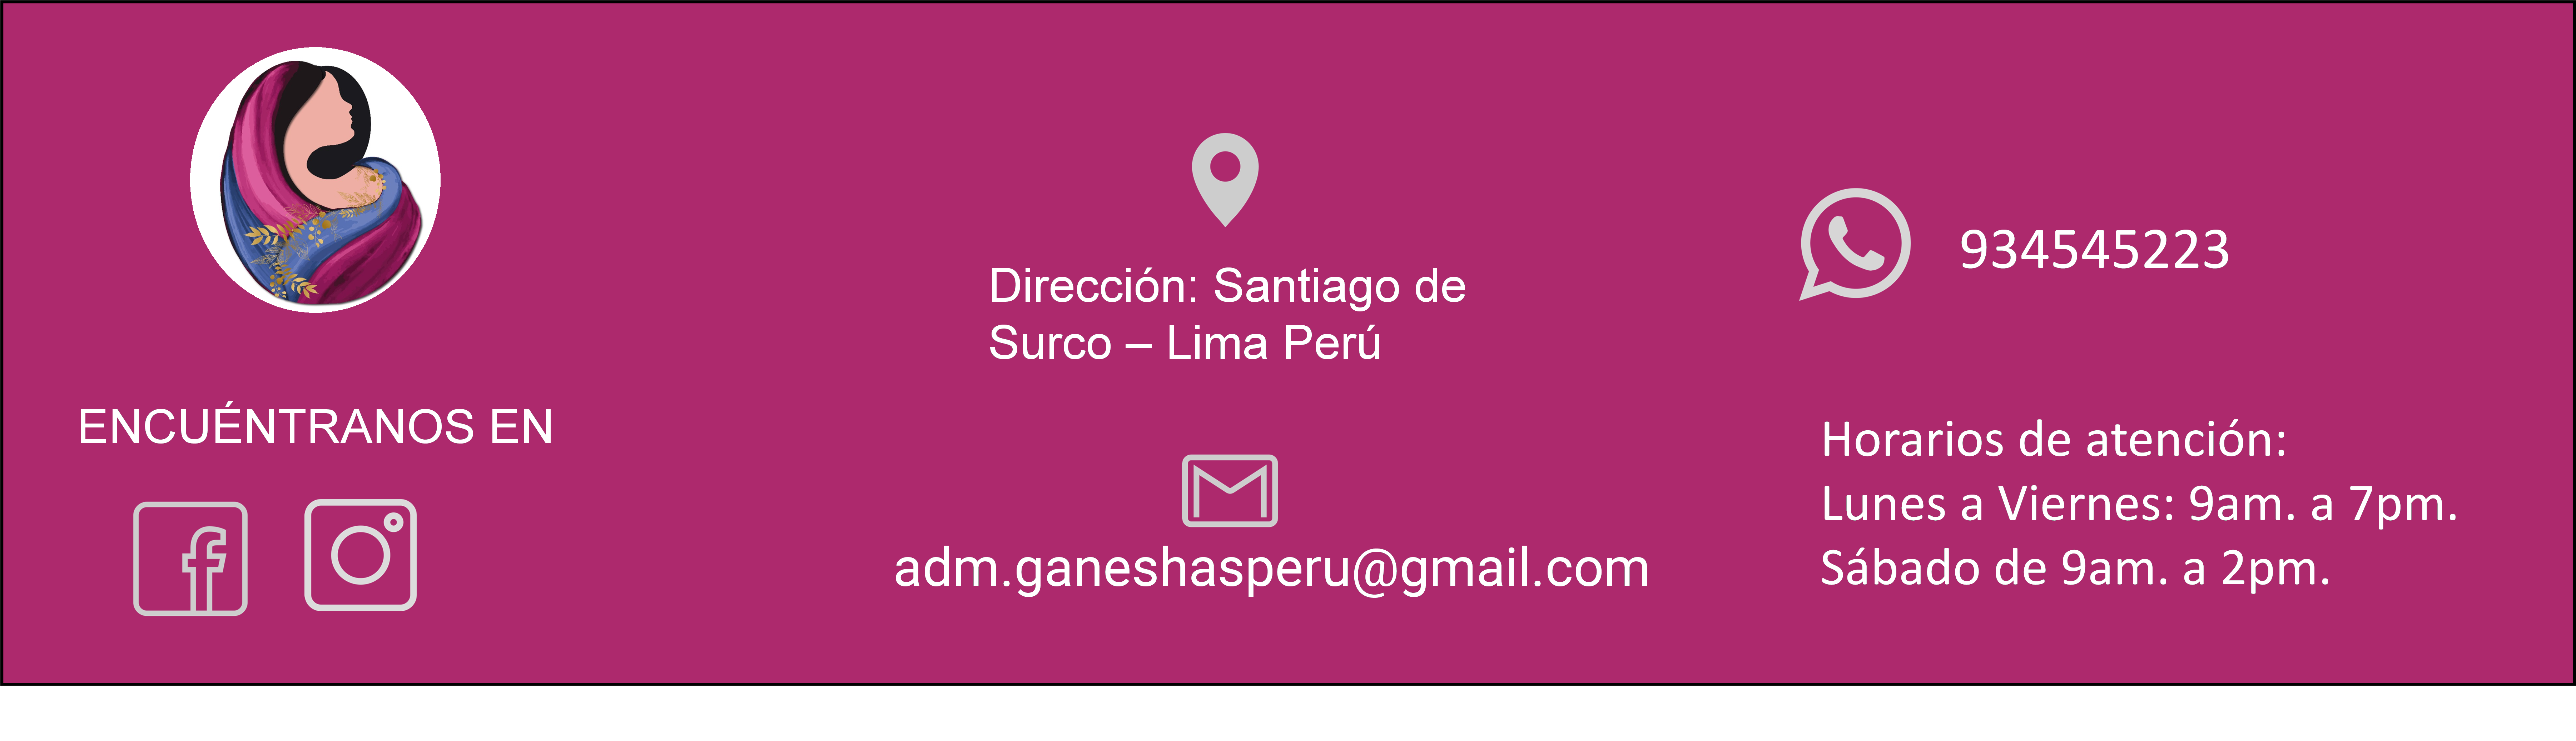 ENCUÉNTRANOS EN
Dirección: Santiago de
Surco – Lima Perú
adm.ganeshasperu@gmail.com
934545223
Horarios de atención:
Lunes a Viernes: 9am. a 7pm.
Sábado de 9am. a 2pm.